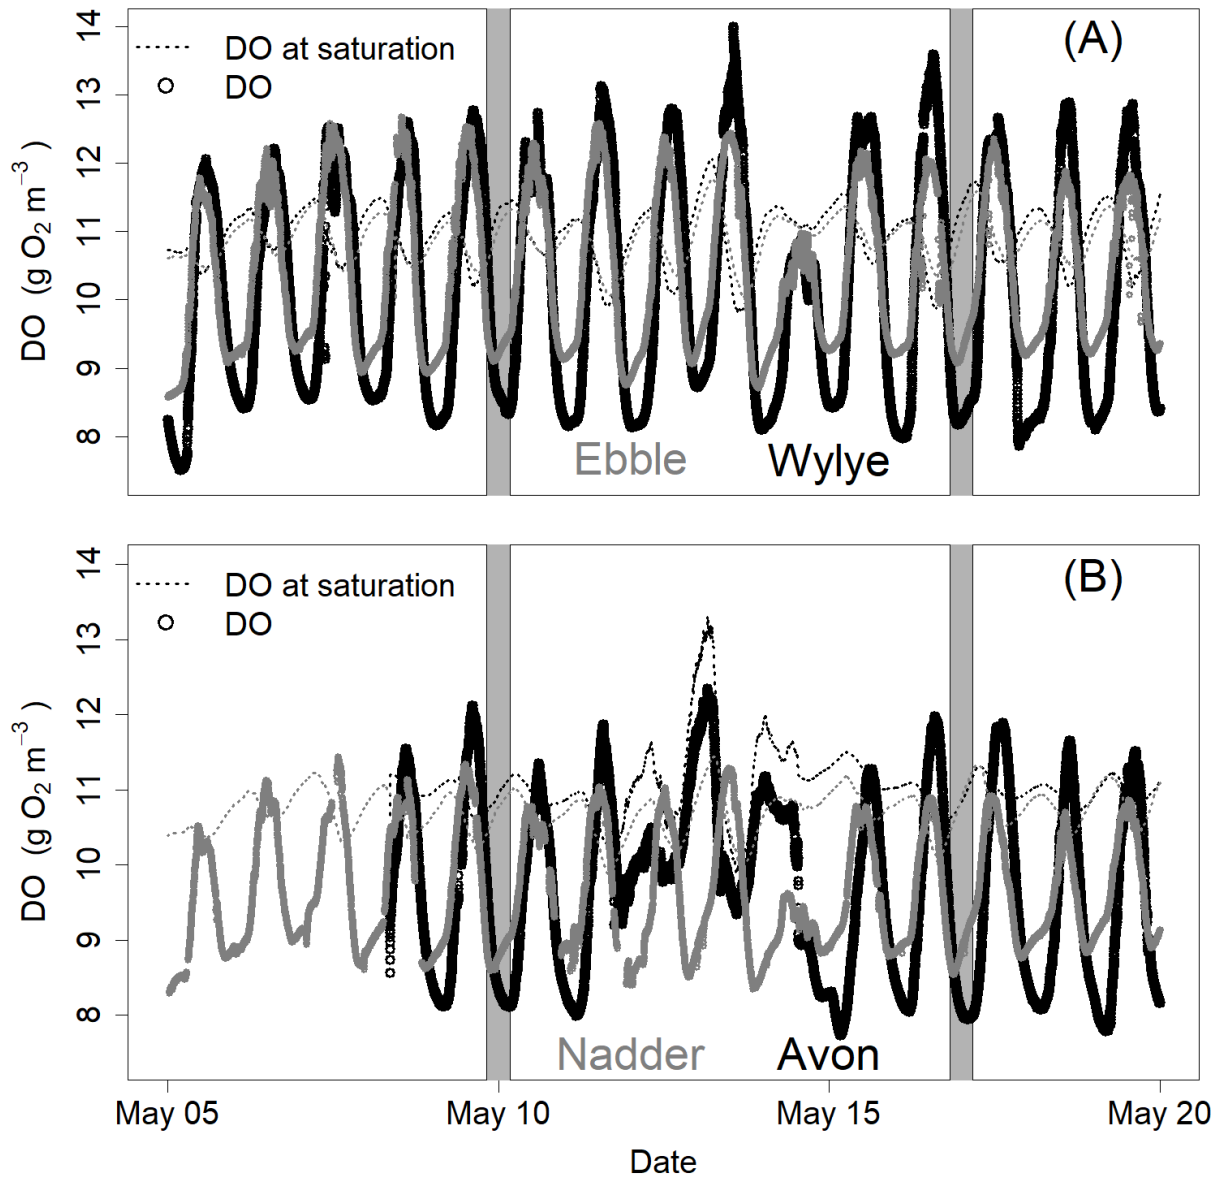 (A)
DO at saturation
DO
14
13
12
11
10
9
8
DO (g O₂ m⁻³)
Ebble
Wylye
(B)
DO at saturation
DO
14
13
12
11
10
9
8
DO (g O₂ m⁻³)
Nadder
Avon
May 05
May 10
May 15
May 20
Date